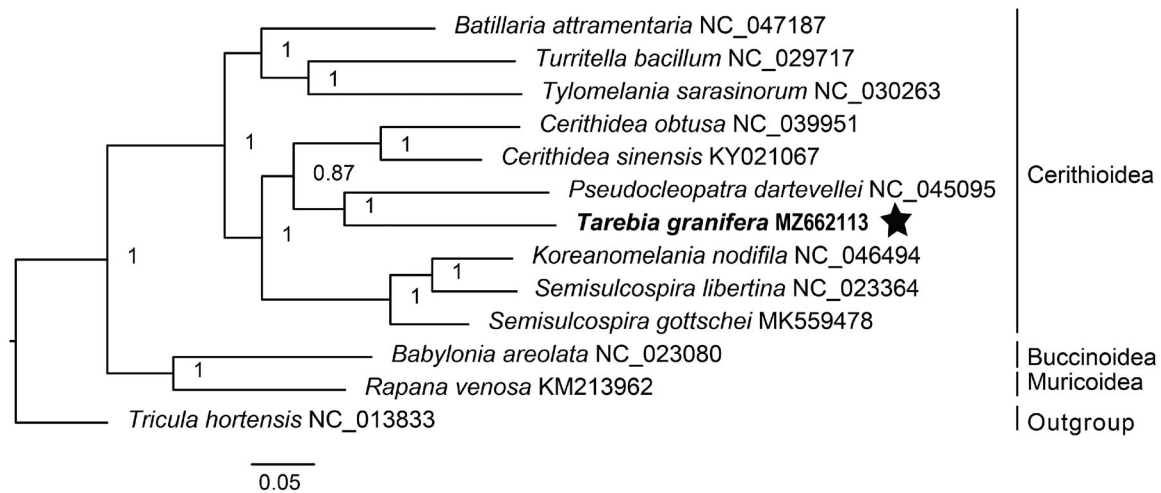 Batillaria attramentaria NC_047187
1
Turritella bacillum NC_029717
1
Tylomelania sarasinorum NC_030263
Cerithidea obtusa NC_039951
1
1
Cerithidea sinensis KY021067
0.87
Cerithioidea
Pseudocleopatra dartevellei NC_045095
1
Tarebia granifera MZ662113
1
Koreanomelania nodifila NC_046494
1
1
Semisulcospira libertina NC_023364
1
Semisulcospira gottschei MK559478
Babylonia areolata NC_023080
Buccinoidea
1
Rapana venosa KM213962
Muricoidea
Tricula hortensis NC_013833
Outgroup
0.05